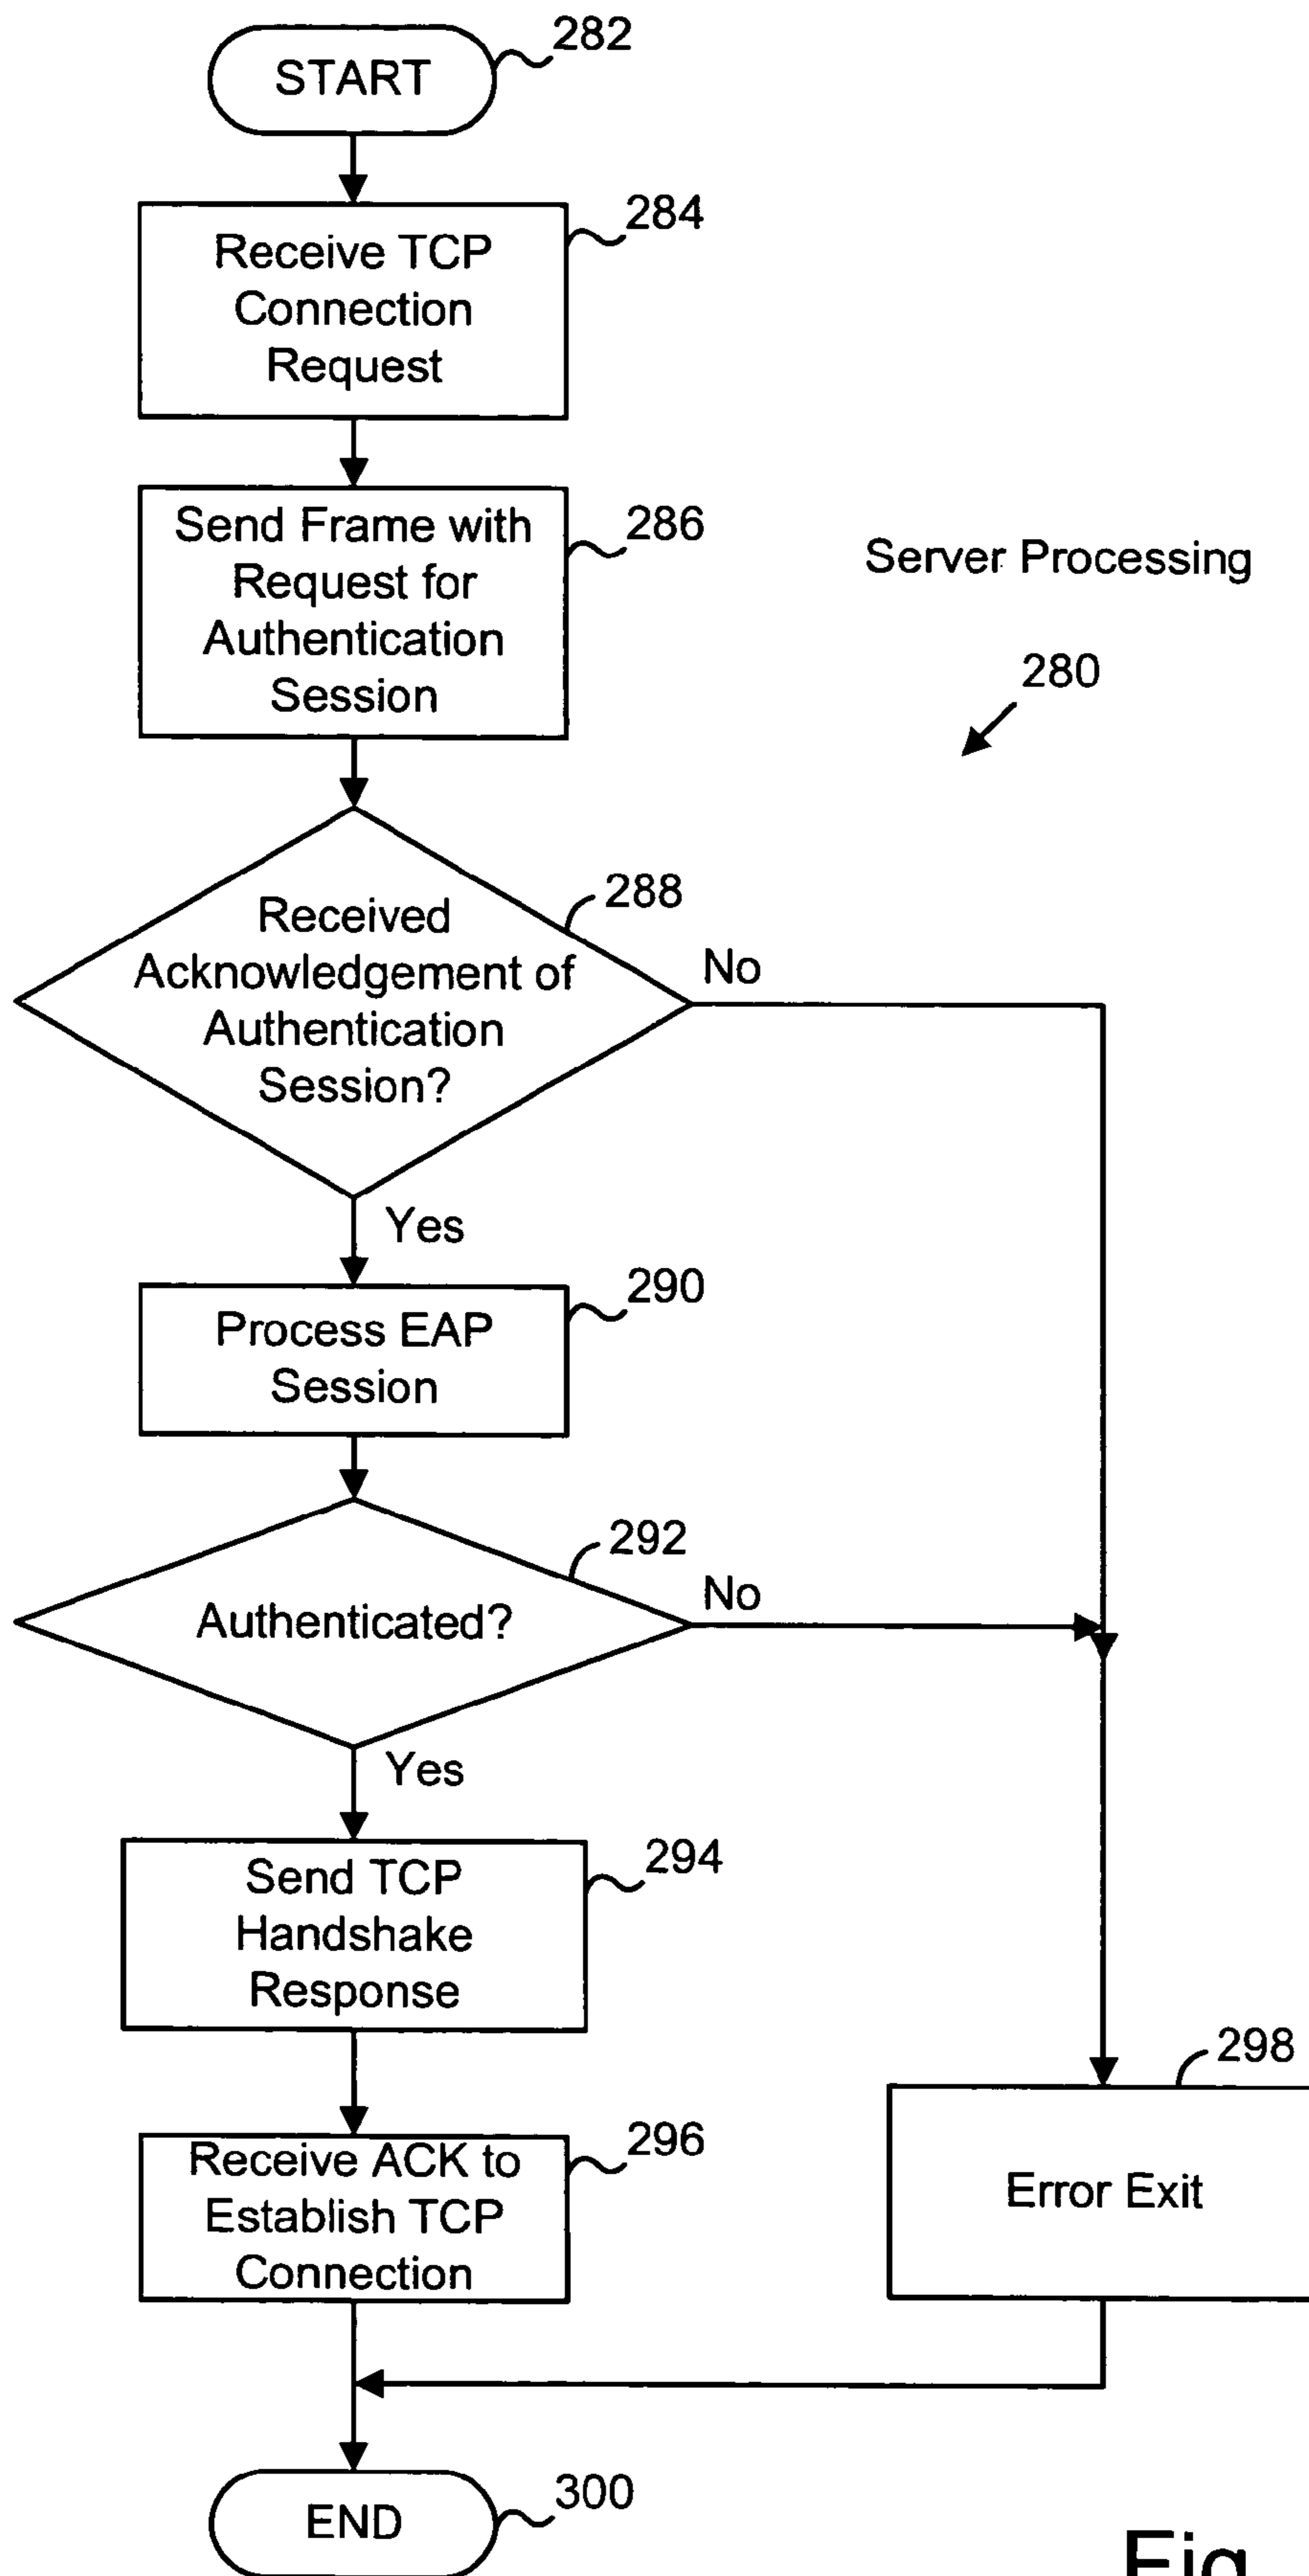 START
282
Receive TCP
Connection
Request
284
Send Frame with
Request for
Authentication
Session
286
Server Processing
280
Received
Acknowledgement of
Authentication
Session?
288
No
Yes
Process EAP
Session
290
Authenticated?
292
No
Yes
Send TCP
Handshake
Response
294
Receive ACK to
Establish TCP
Connection
296
Error Exit
298
END
300
Fig